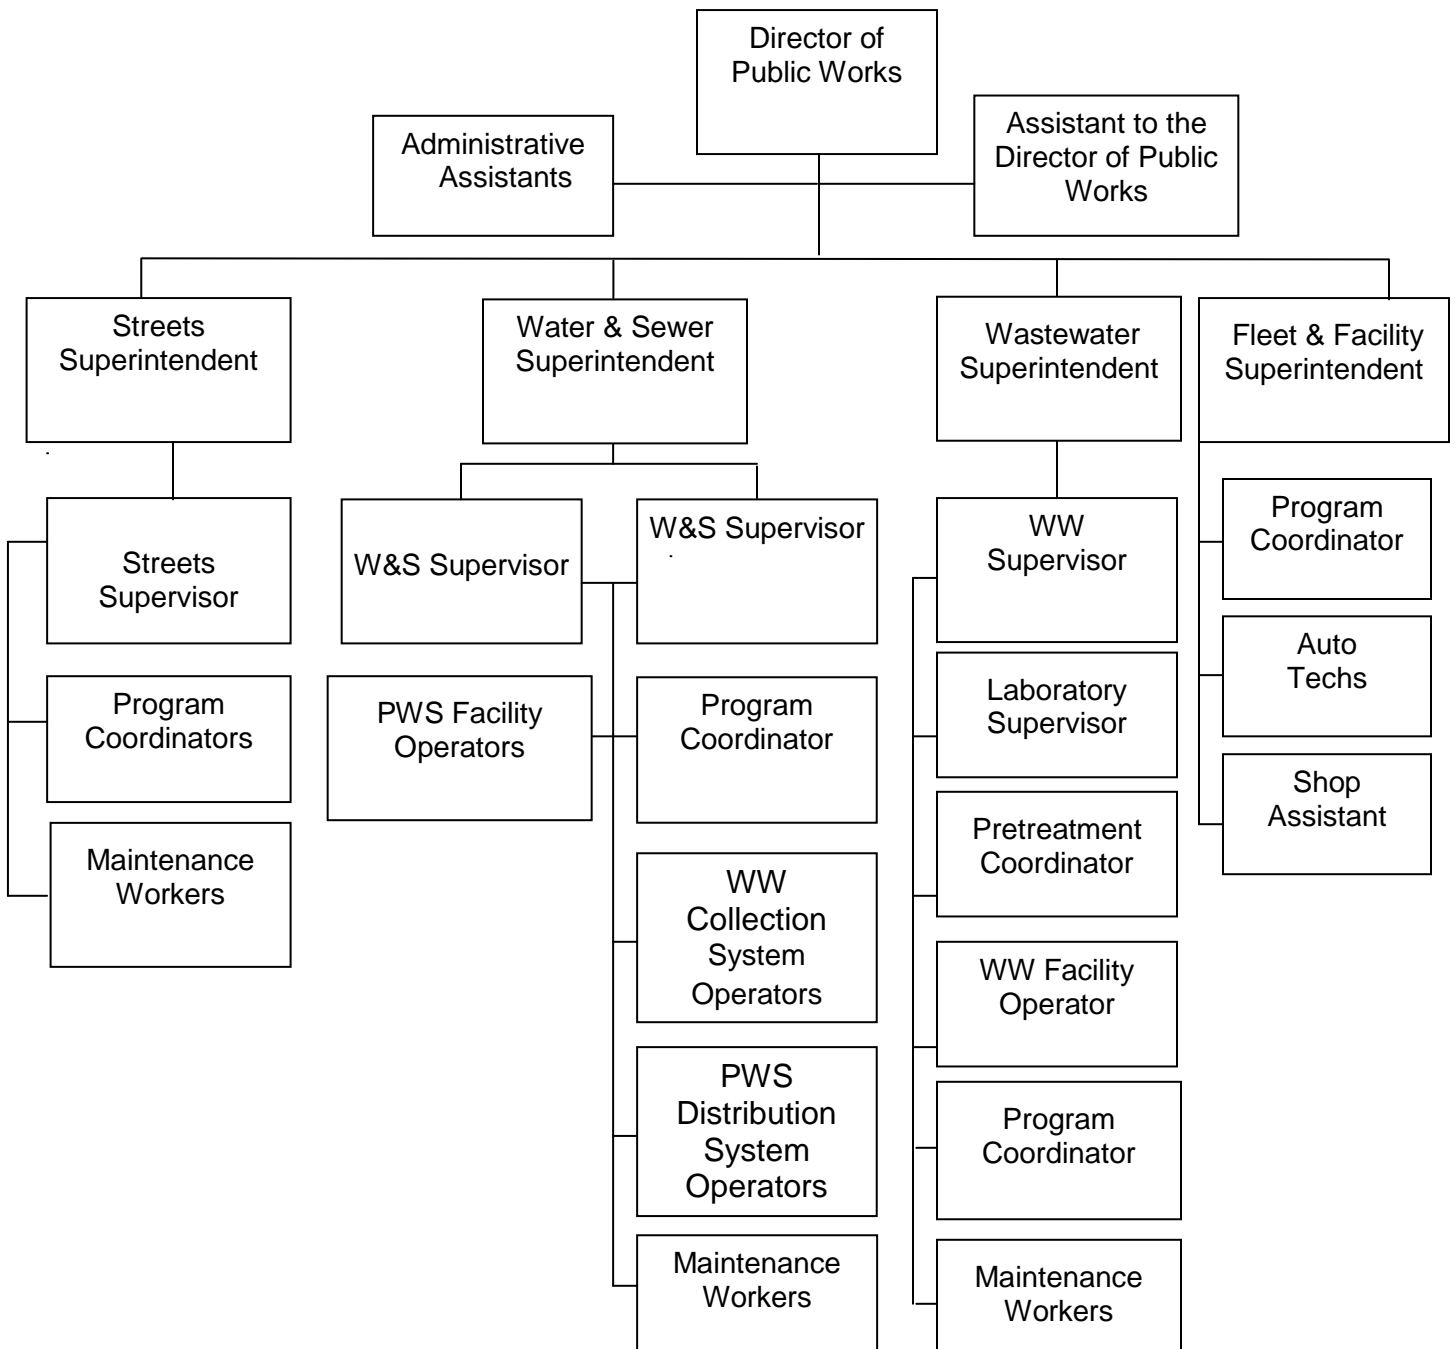 Director of
Public Works
Administrative
Assistants
Assistant to the
Director of Public
Works
Streets
Superintendent
Water & Sewer
Superintendent
Wastewater
Superintendent
Fleet & Facility
Superintendent
Streets
Supervisor
W&S Supervisor
W&S Supervisor
WW
Supervisor
Program
Coordinator
Program
Coordinators
PWS Facility
Operators
Program
Coordinator
Laboratory
Supervisor
Auto
Techs
Maintenance
Workers
WW
Collection
System
Operators
Pretreatment
Coordinator
Shop
Assistant
WW Facility
Operator
PWS
Distribution
System
Operators
Program
Coordinator
Maintenance
Workers
Maintenance
Workers